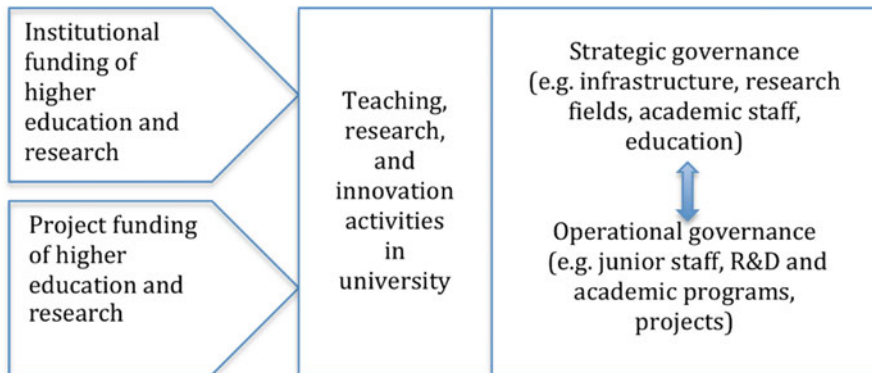 Institutional
funding of
higher
education and
research
Project funding
of higher
education and
research
Teaching,
research,
and
innovation
activities
in
university
Strategic governance
(e.g. infrastructure, research
fields, academic staff,
education)
Operational governance
(e.g. junior staff, R&D and
academic programs,
projects)